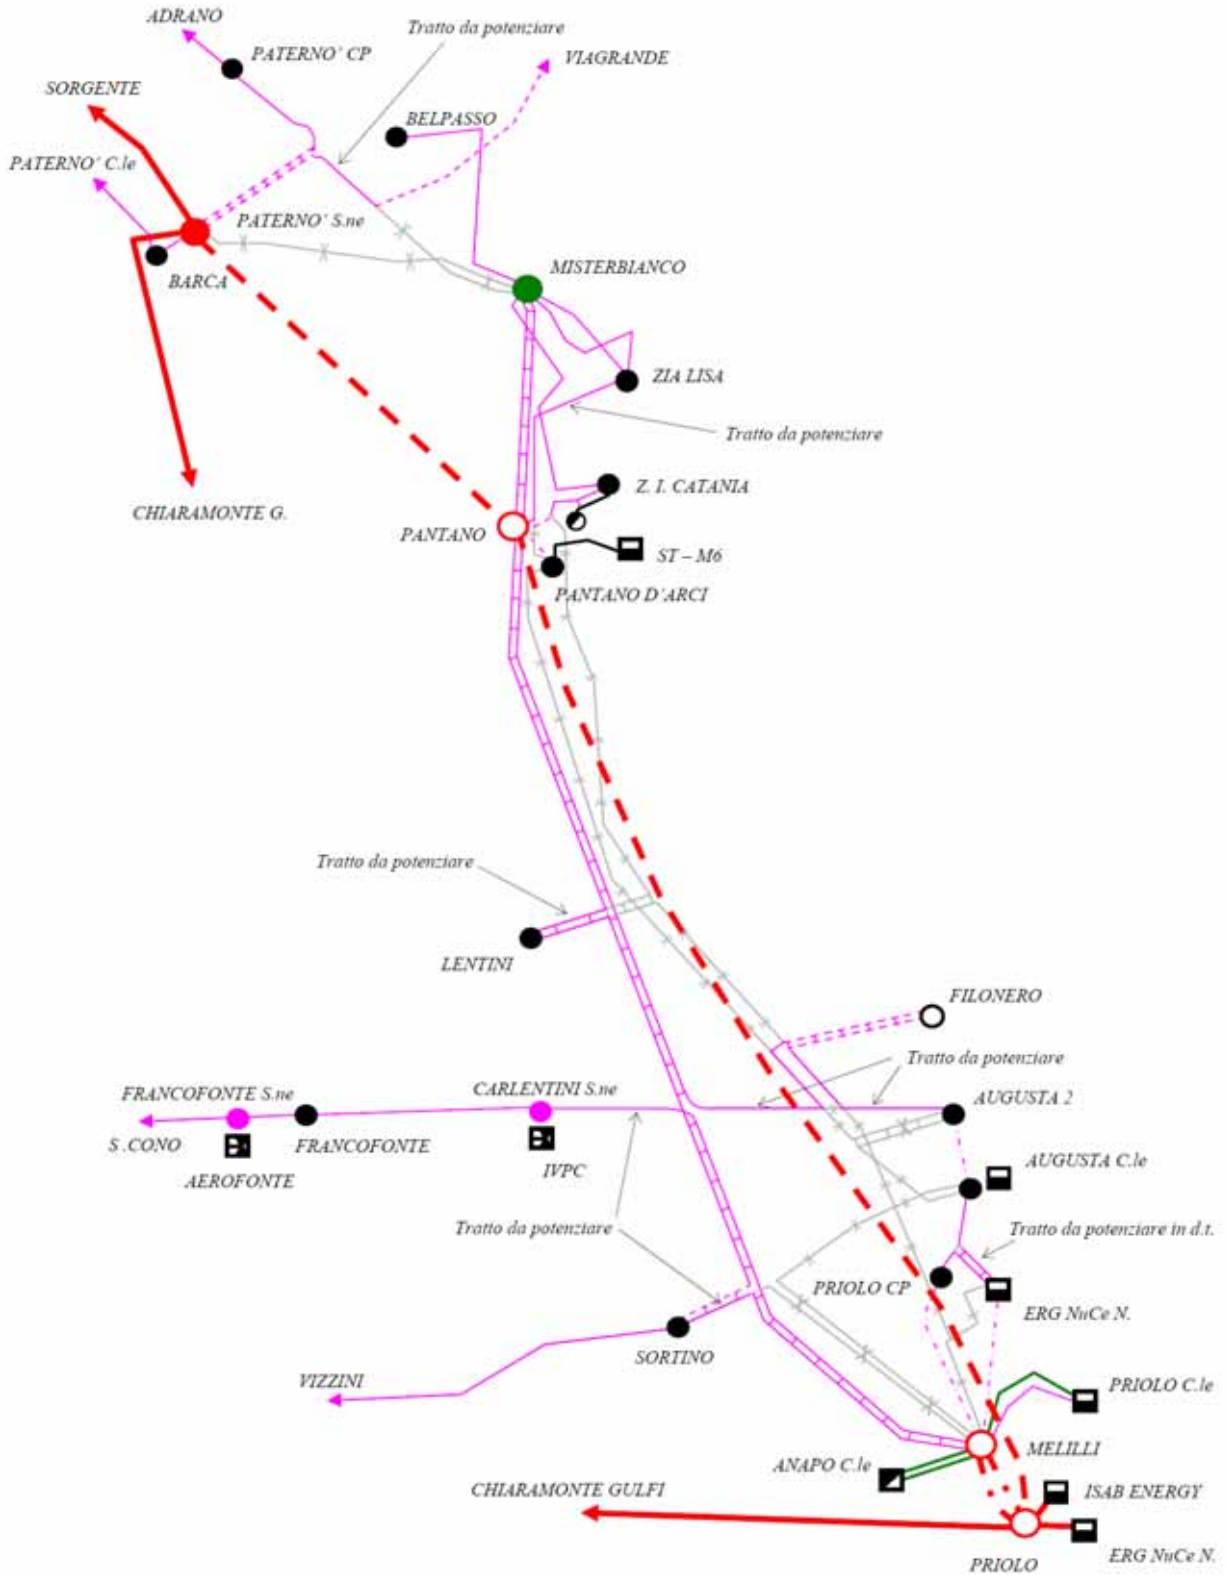 ADRANO
Tratto da potenziare
PATERNO' CP
VIAGRANDE
SORGENTE
BELPASSO
PATERNO' C.le
PATERNO' S.ne
MISTERBIANCO
BARCA
ZIA LISA
Tratto da potenziare
Z. I. CATANIA
CHIARAMONTE G.
PANTANO
ST – M6
PANTANO D'ARCI
Tratto da potenziare
LENTINI
FILONERO
Tratto da potenziare
FRANCOFONTE S.ne
CARLENTINI S.ne
AUGUSTA 2
S .CONO
FRANCOFONTE
AUGUSTA C.le
AEROFONTE
IVPC
Tratto da potenziare
Tratto da potenziare in d.t.
PRIOLO CP
ERG NuCe N.
SORTINO
VIZZINI
PRIOLO C.le
MELILLI
ANAPO C.le
CHIARAMONTE GULFI
ISAB ENERGY
ERG NuCe N.
PRIOLO